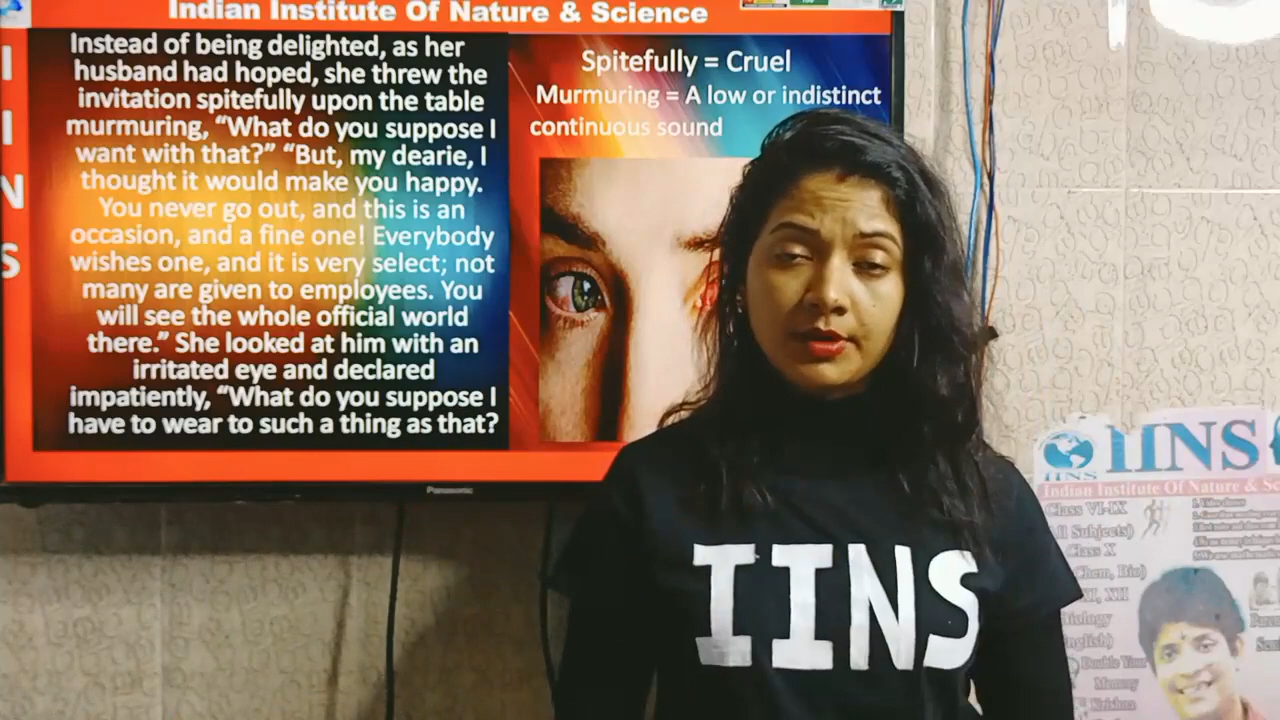 Indian Institute Of Nature & Science
I
I
N
S
Instead of being delighted, as her
husband had hoped, she threw the
invitation spitefully upon the table
murmuring, “What do you suppose I
want with that?” “But, my dearie, I
thought it would make you happy.
You never go out, and this is an
occasion, and a fine one! Everybody
wishes one, and it is very select; not
many are given to employees. You
will see the whole official world
there.” She looked at him with an
irritated eye and declared
impatiently, “What do you suppose I
have to wear to such a thing as that?
Spitefully = Cruel
Murmuring = A low or indistinct
continuous sound
Panasonic
IINS
IINS
IINS
Indian Institute Of Nature &
Class VI-IX
Subjects)
Class X
Chem, Bio)
XI, XII
Biology
Double Your
Memory
Krishna